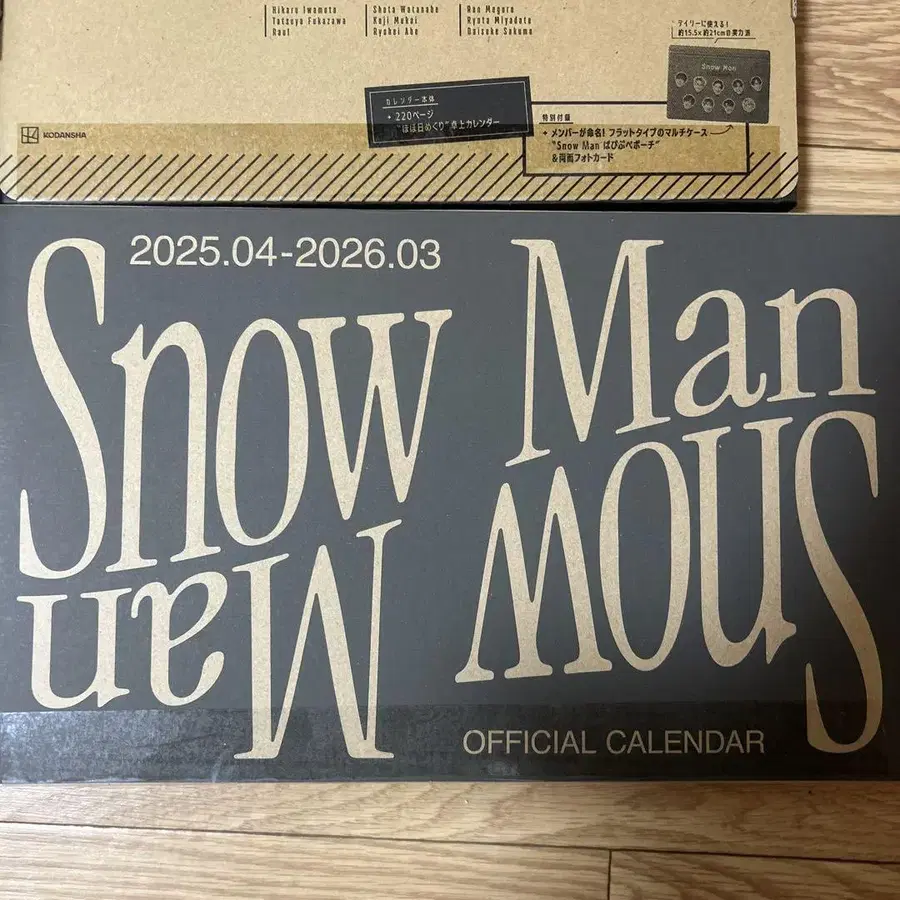 Hikaru Iwamoto
Tatsuya Fukazawa
Raul
Shota Watanabe
Koji Mukai
Ryohei Abe
Ren Meguro
Ryota Miyadate
Daisuke Sakuma
デイリーに使える!
約15.5×約21cmの実力派
Snow Man
カレンダー本体
+ 220ページ
"ほぼ日めくり"卓上カレンダー
特別付録
+ メンバーが命名! フラットタイプのマルチケース
"Snow Man ぱぴぷぺポーチ"
&両面フォトカード
KODANSHA
2025.04-2026.03
Snow Man
Snow Man
OFFICIAL CALENDAR